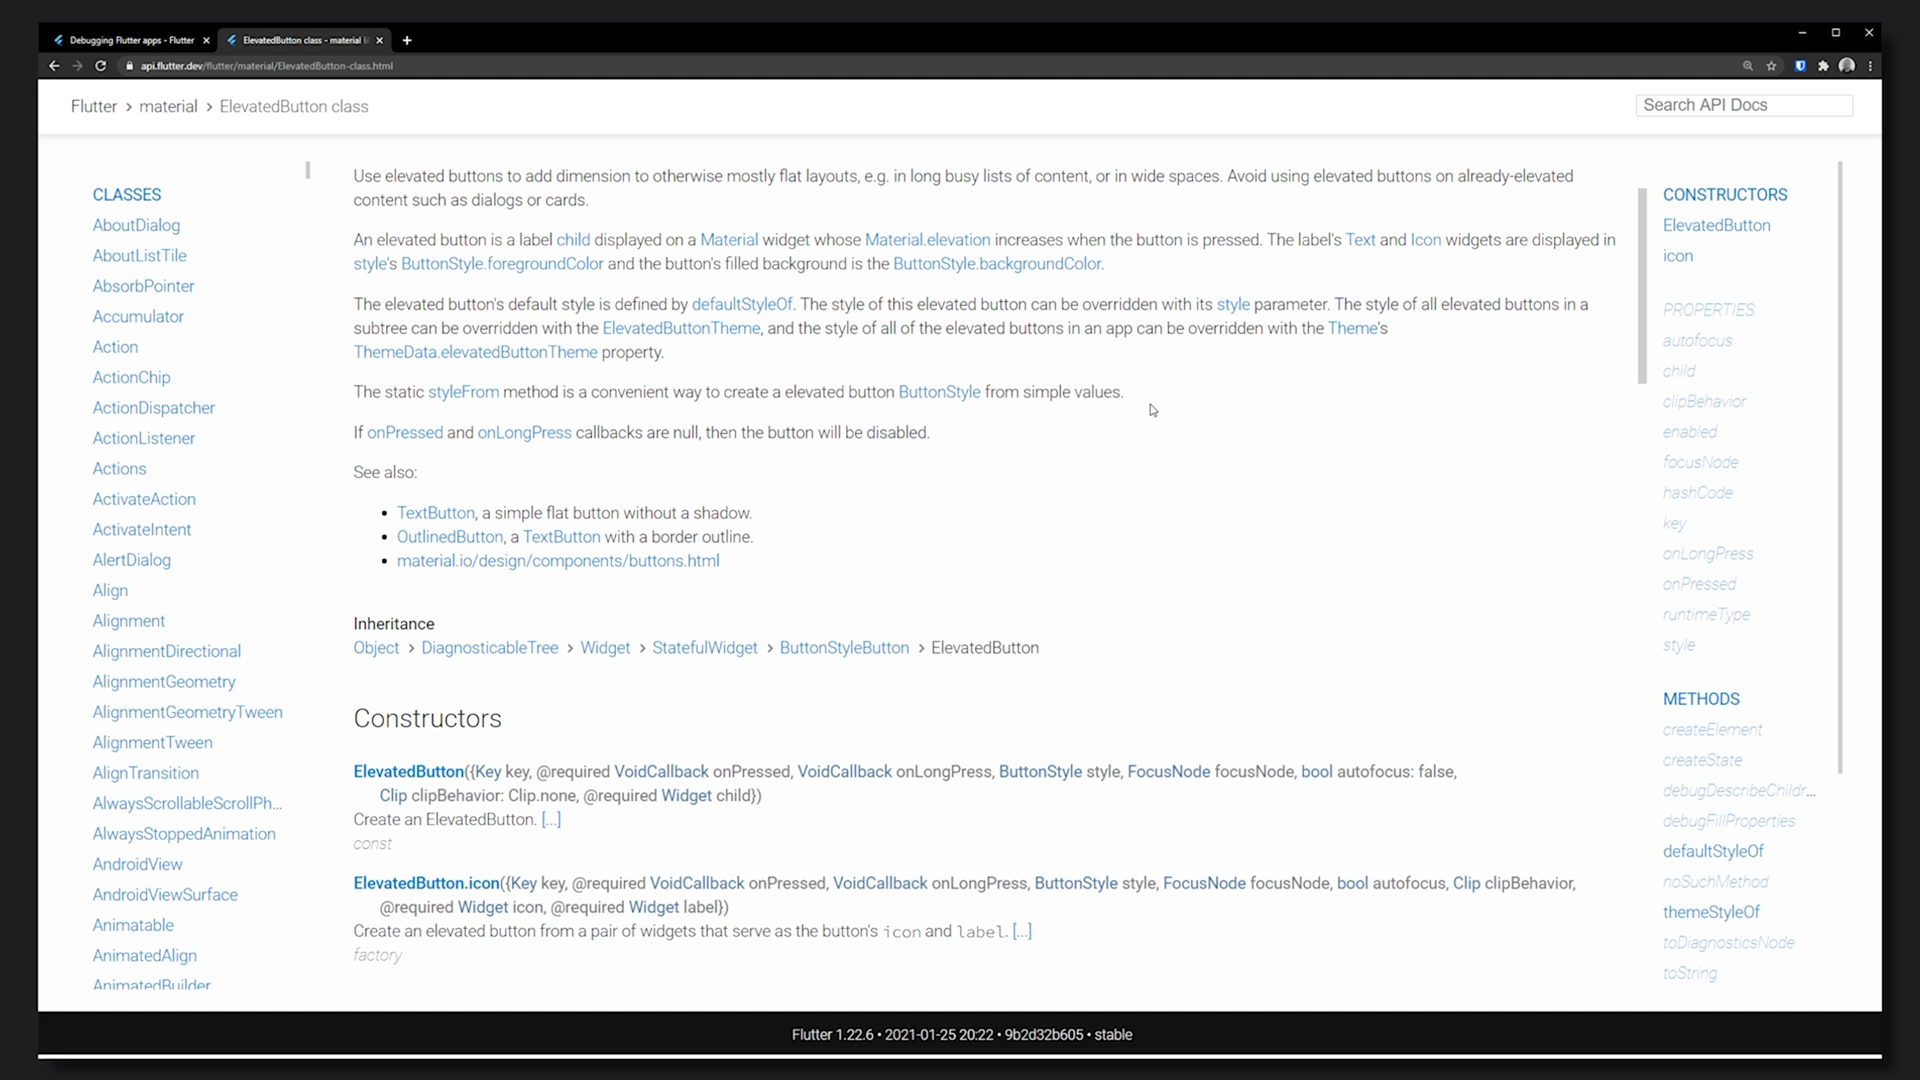 Debugging Flutter apps - Flutter
ElevatedButton class - material
api.flutter.dev/flutter/material/ElevatedButton-class.html
Flutter > material > ElevatedButton class
Search API Docs
CLASSES
AboutDialog
AboutListTile
AbsorbPointer
Accumulator
Action
ActionChip
ActionDispatcher
ActionListener
Actions
ActivateAction
ActivateIntent
AlertDialog
Align
Alignment
AlignmentDirectional
AlignmentGeometry
AlignmentGeometryTween
AlignmentTween
AlignTransition
AlwaysScrollableScrollPh...
AlwaysStoppedAnimation
AndroidView
AndroidViewSurface
Animatable
AnimatedAlign
AnimatedBuilder
Use elevated buttons to add dimension to otherwise mostly flat layouts, e.g. in long busy lists of content, or in wide spaces. Avoid using elevated buttons on already-elevated
content such as dialogs or cards.
An elevated button is a label child displayed on a Material widget whose Material.elevation increases when the button is pressed. The label's Text and Icon widgets are displayed in
style's ButtonStyle.foregroundColor and the button's filled background is the ButtonStyle.backgroundColor.
The elevated button's default style is defined by defaultStyleOf. The style of this elevated button can be overridden with its style parameter. The style of all elevated buttons in a
subtree can be overridden with the ElevatedButtonTheme, and the style of all of the elevated buttons in an app can be overridden with the Theme's
ThemeData.elevatedButtonTheme property.
The static styleFrom method is a convenient way to create a elevated button ButtonStyle from simple values.
If onPressed and onLongPress callbacks are null, then the button will be disabled.
See also:
• TextButton, a simple flat button without a shadow.
• OutlinedButton, a TextButton with a border outline.
• material.io/design/components/buttons.html
Inheritance
Object > DiagnosticableTree > Widget > StatefulWidget > ButtonStyleButton > ElevatedButton
Constructors
ElevatedButton({Key key, @required VoidCallback onPressed, VoidCallback onLongPress, ButtonStyle style, FocusNode focusNode, bool autofocus: false,
Clip clipBehavior: Clip.none, @required Widget child})
Create an ElevatedButton. [...]
const
ElevatedButton.icon({Key key, @required VoidCallback onPressed, VoidCallback onLongPress, ButtonStyle style, FocusNode focusNode, bool autofocus, Clip clipBehavior,
@required Widget icon, @required Widget label})
Create an elevated button from a pair of widgets that serve as the button's icon and label. [...]
factory
CONSTRUCTORS
ElevatedButton
icon
PROPERTIES
autofocus
child
clipBehavior
enabled
focusNode
hashCode
key
onLongPress
onPressed
runtimeType
style
METHODS
createElement
createState
debugDescribeChildr...
debugFillProperties
defaultStyleOf
noSuchMethod
themeStyleOf
toDiagnosticsNode
toString
Flutter 1.22.6 • 2021-01-25 20:22 • 9b2d32b605 • stable